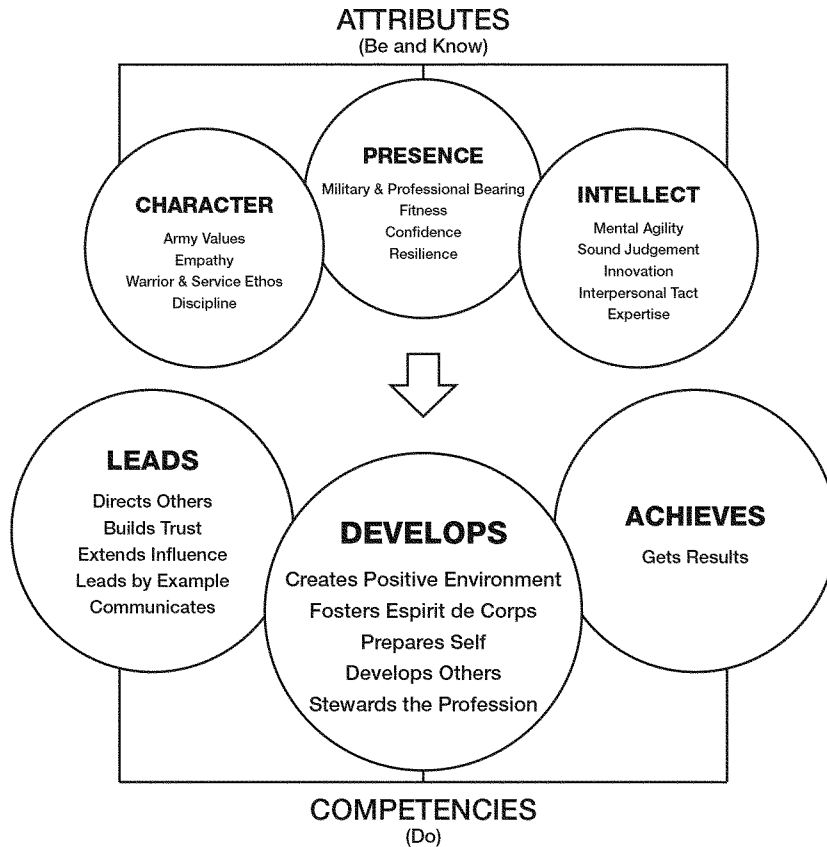 ATTRIBUTES
(Be and Know)
CHARACTER
Army Values
Empathy
Warrior & Service Ethos
Discipline
PRESENCE
Military & Professional Bearing
Fitness
Confidence
Resilience
INTELLECT
Mental Agility
Sound Judgement
Innovation
Interpersonal Tact
Expertise
LEADS
Directs Others
Builds Trust
Extends Influence
Leads by Example
Communicates
DEVELOPS
Creates Positive Environment
Fosters Espirit de Corps
Prepares Self
Develops Others
Stewards the Profession
ACHIEVES
Gets Results
COMPETENCIES
(Do)